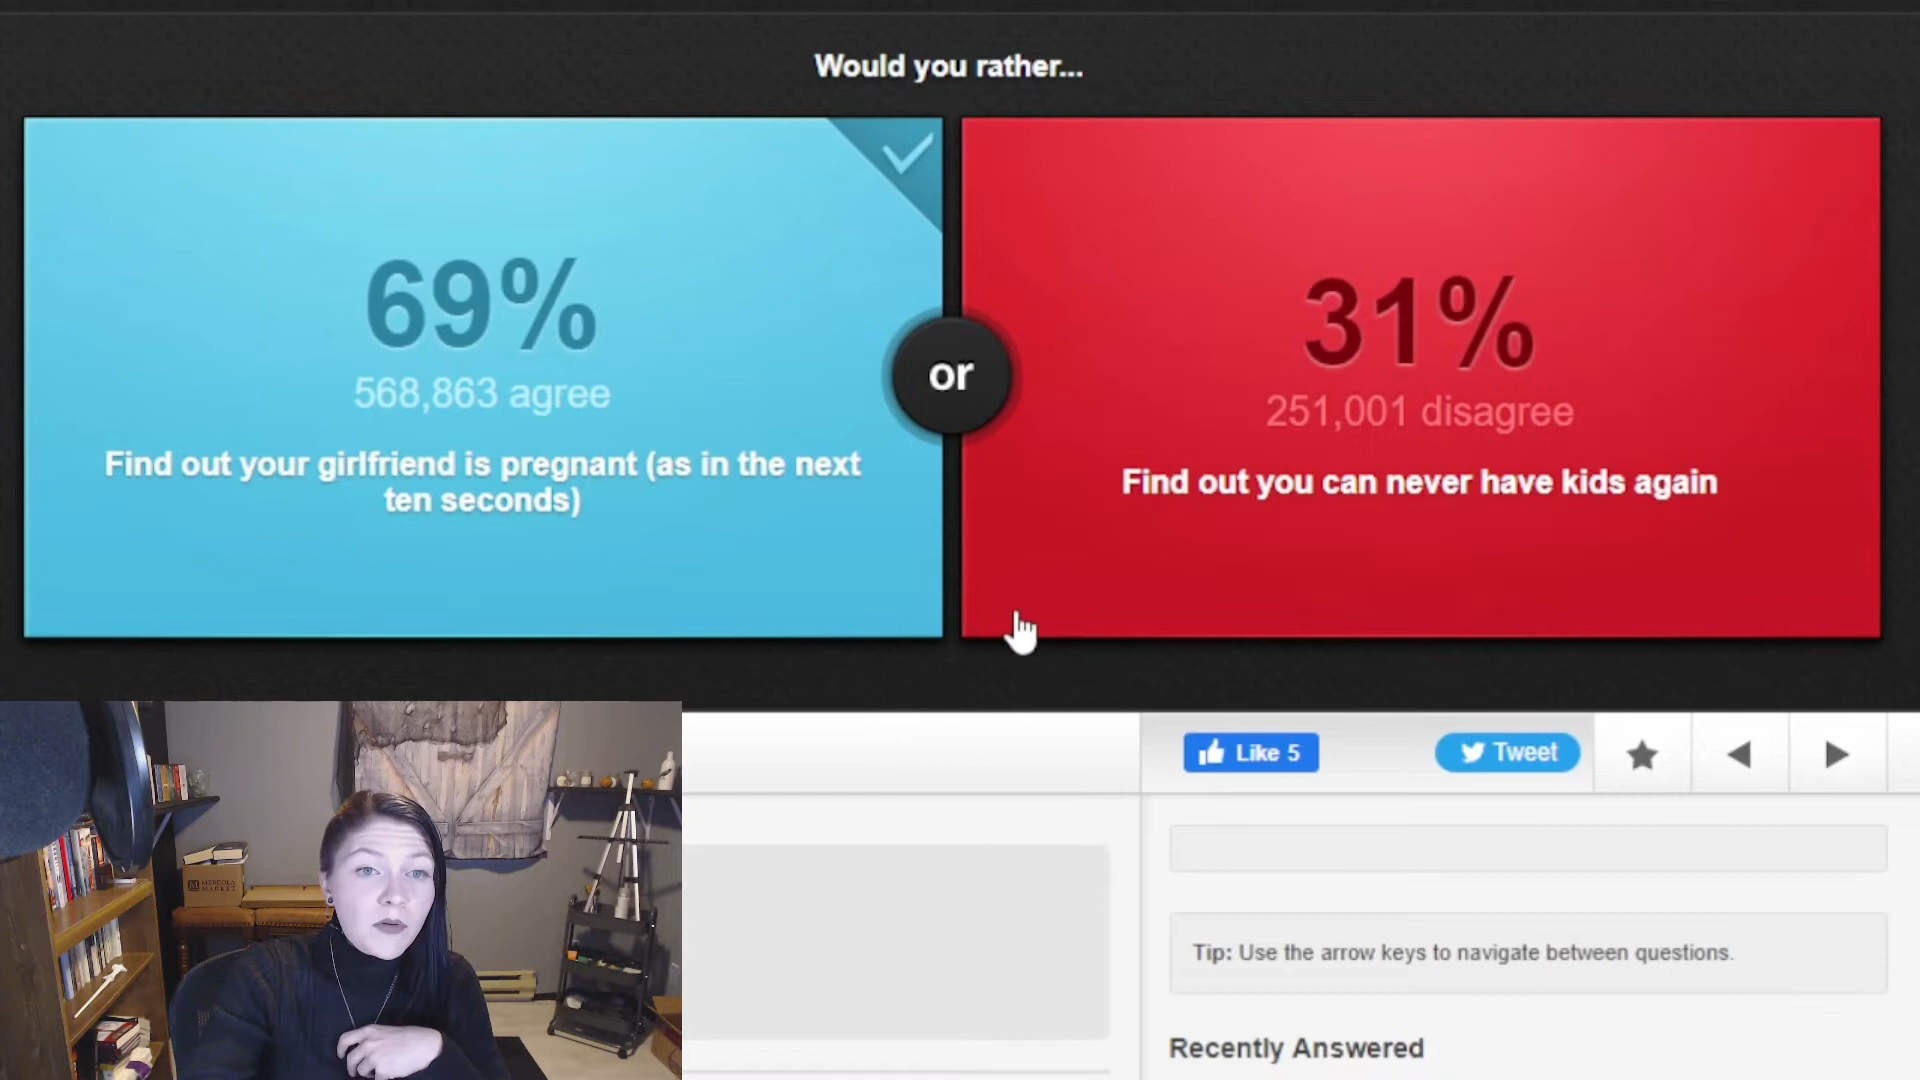 Would you rather...
69%
568,863 agree
Find out your girlfriend is pregnant (as in the next
ten seconds)
or
31%
251,001 disagree
Find out you can never have kids again
Like 5
Tweet
Tip: Use the arrow keys to navigate between questions.
Recently Answered
MERCOLA
MARKET